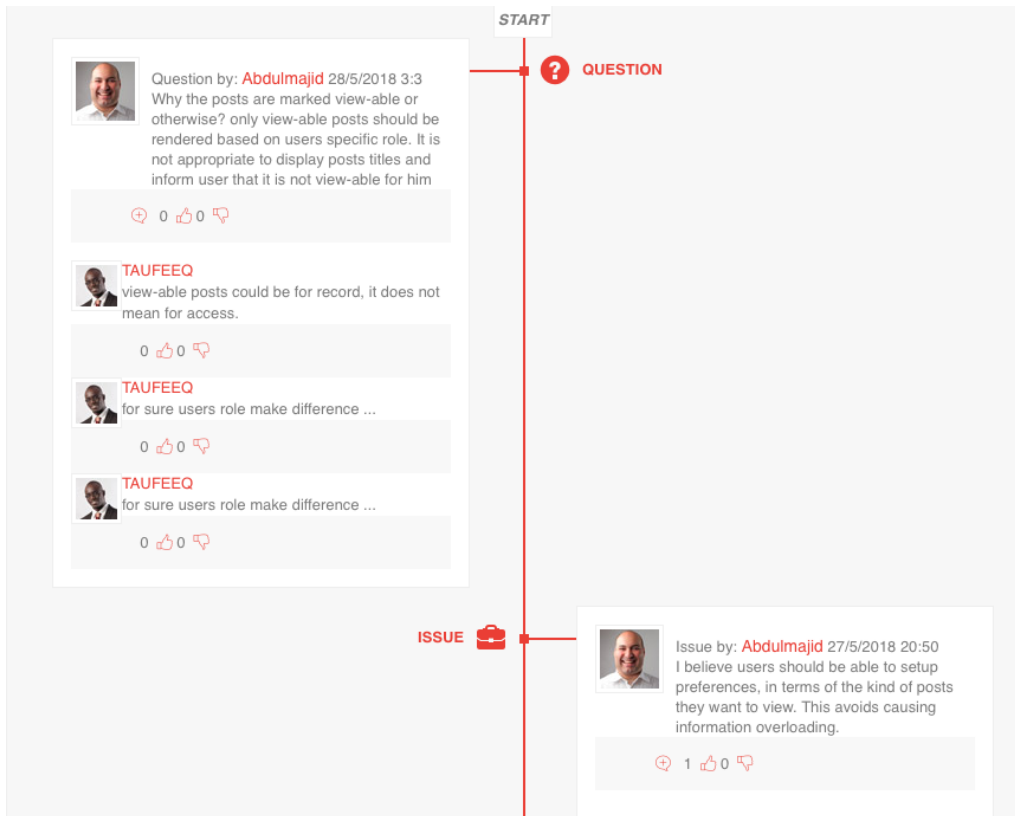 START
QUESTION
Question by: Abdulmajid 28/5/2018 3:3
Why the posts are marked view-able or
otherwise? only view-able posts should be
rendered based on users specific role. It is
not appropriate to display posts titles and
inform user that it is not view-able for him
0 0
TAUFEEQ
view-able posts could be for record, it does not
mean for access.
0 0
TAUFEEQ
for sure users role make difference ...
0 0
TAUFEEQ
for sure users role make difference ...
0 0
ISSUE
Issue by: Abdulmajid 27/5/2018 20:50
I believe users should be able to setup
preferences, in terms of the kind of posts
they want to view. This avoids causing
information overloading.
1 0